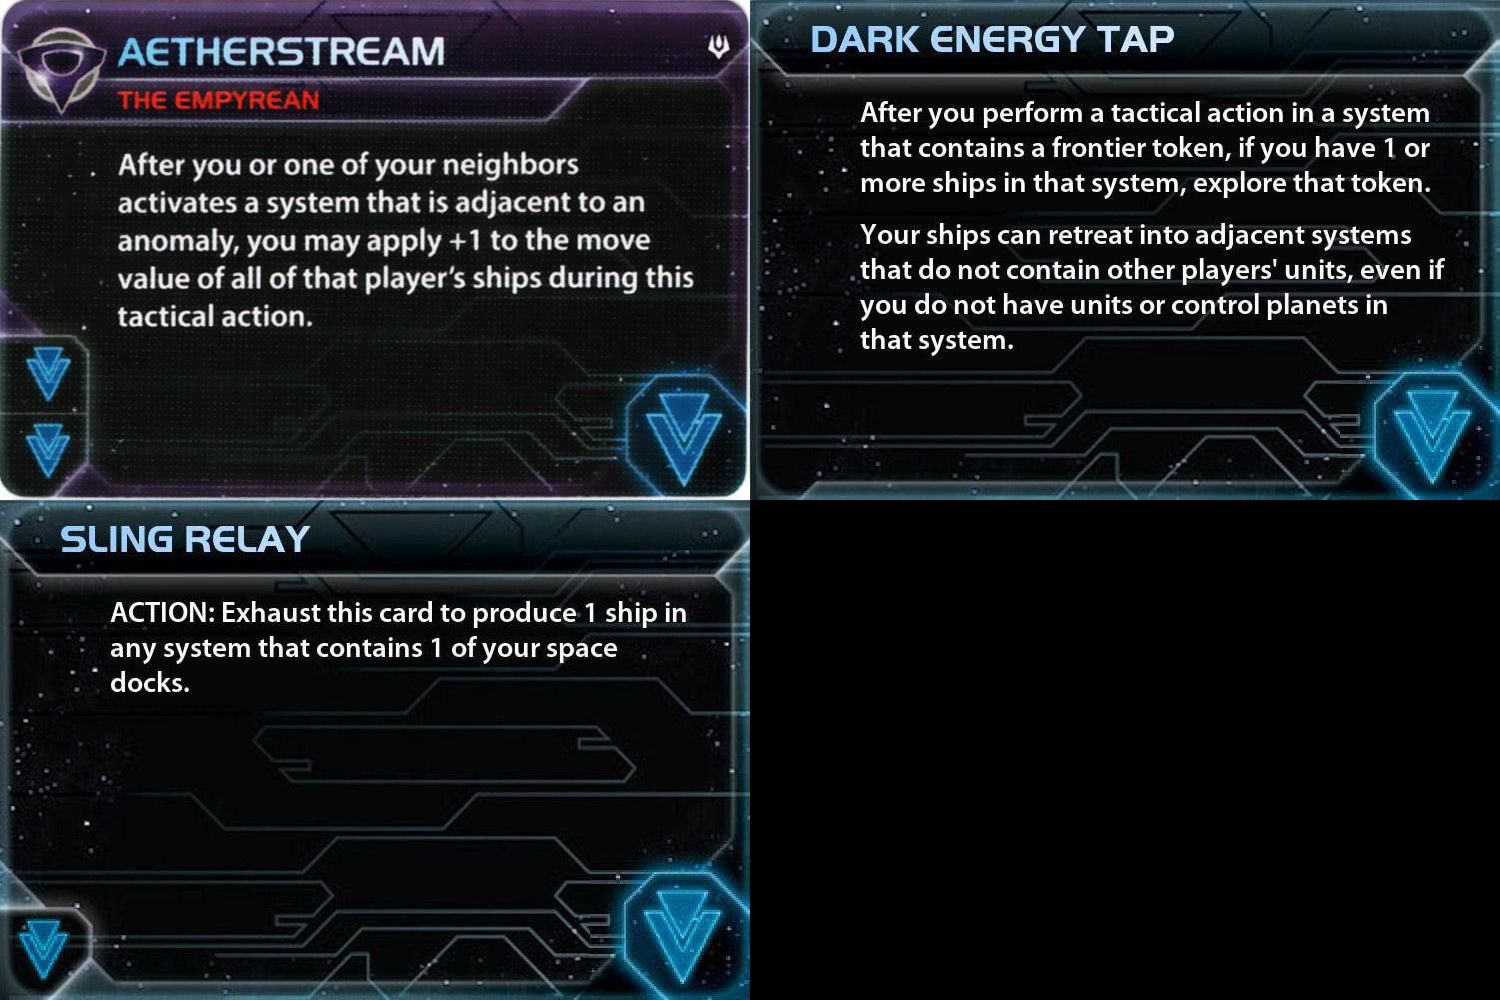 AETHERSTREAM
THE EMPYREAN
After you or one of your neighbors
activates a system that is adjacent to an
anomaly, you may apply +1 to the move
value of all of that player's ships during this
tactical action.
DARK ENERGY TAP
After you perform a tactical action in a system
that contains a frontier token, if you have 1 or
more ships in that system, explore that token.
Your ships can retreat into adjacent systems
that do not contain other players' units, even if
you do not have units or control planets in
that system.
SLING RELAY
ACTION: Exhaust this card to produce 1 ship in
any system that contains 1 of your space
docks.